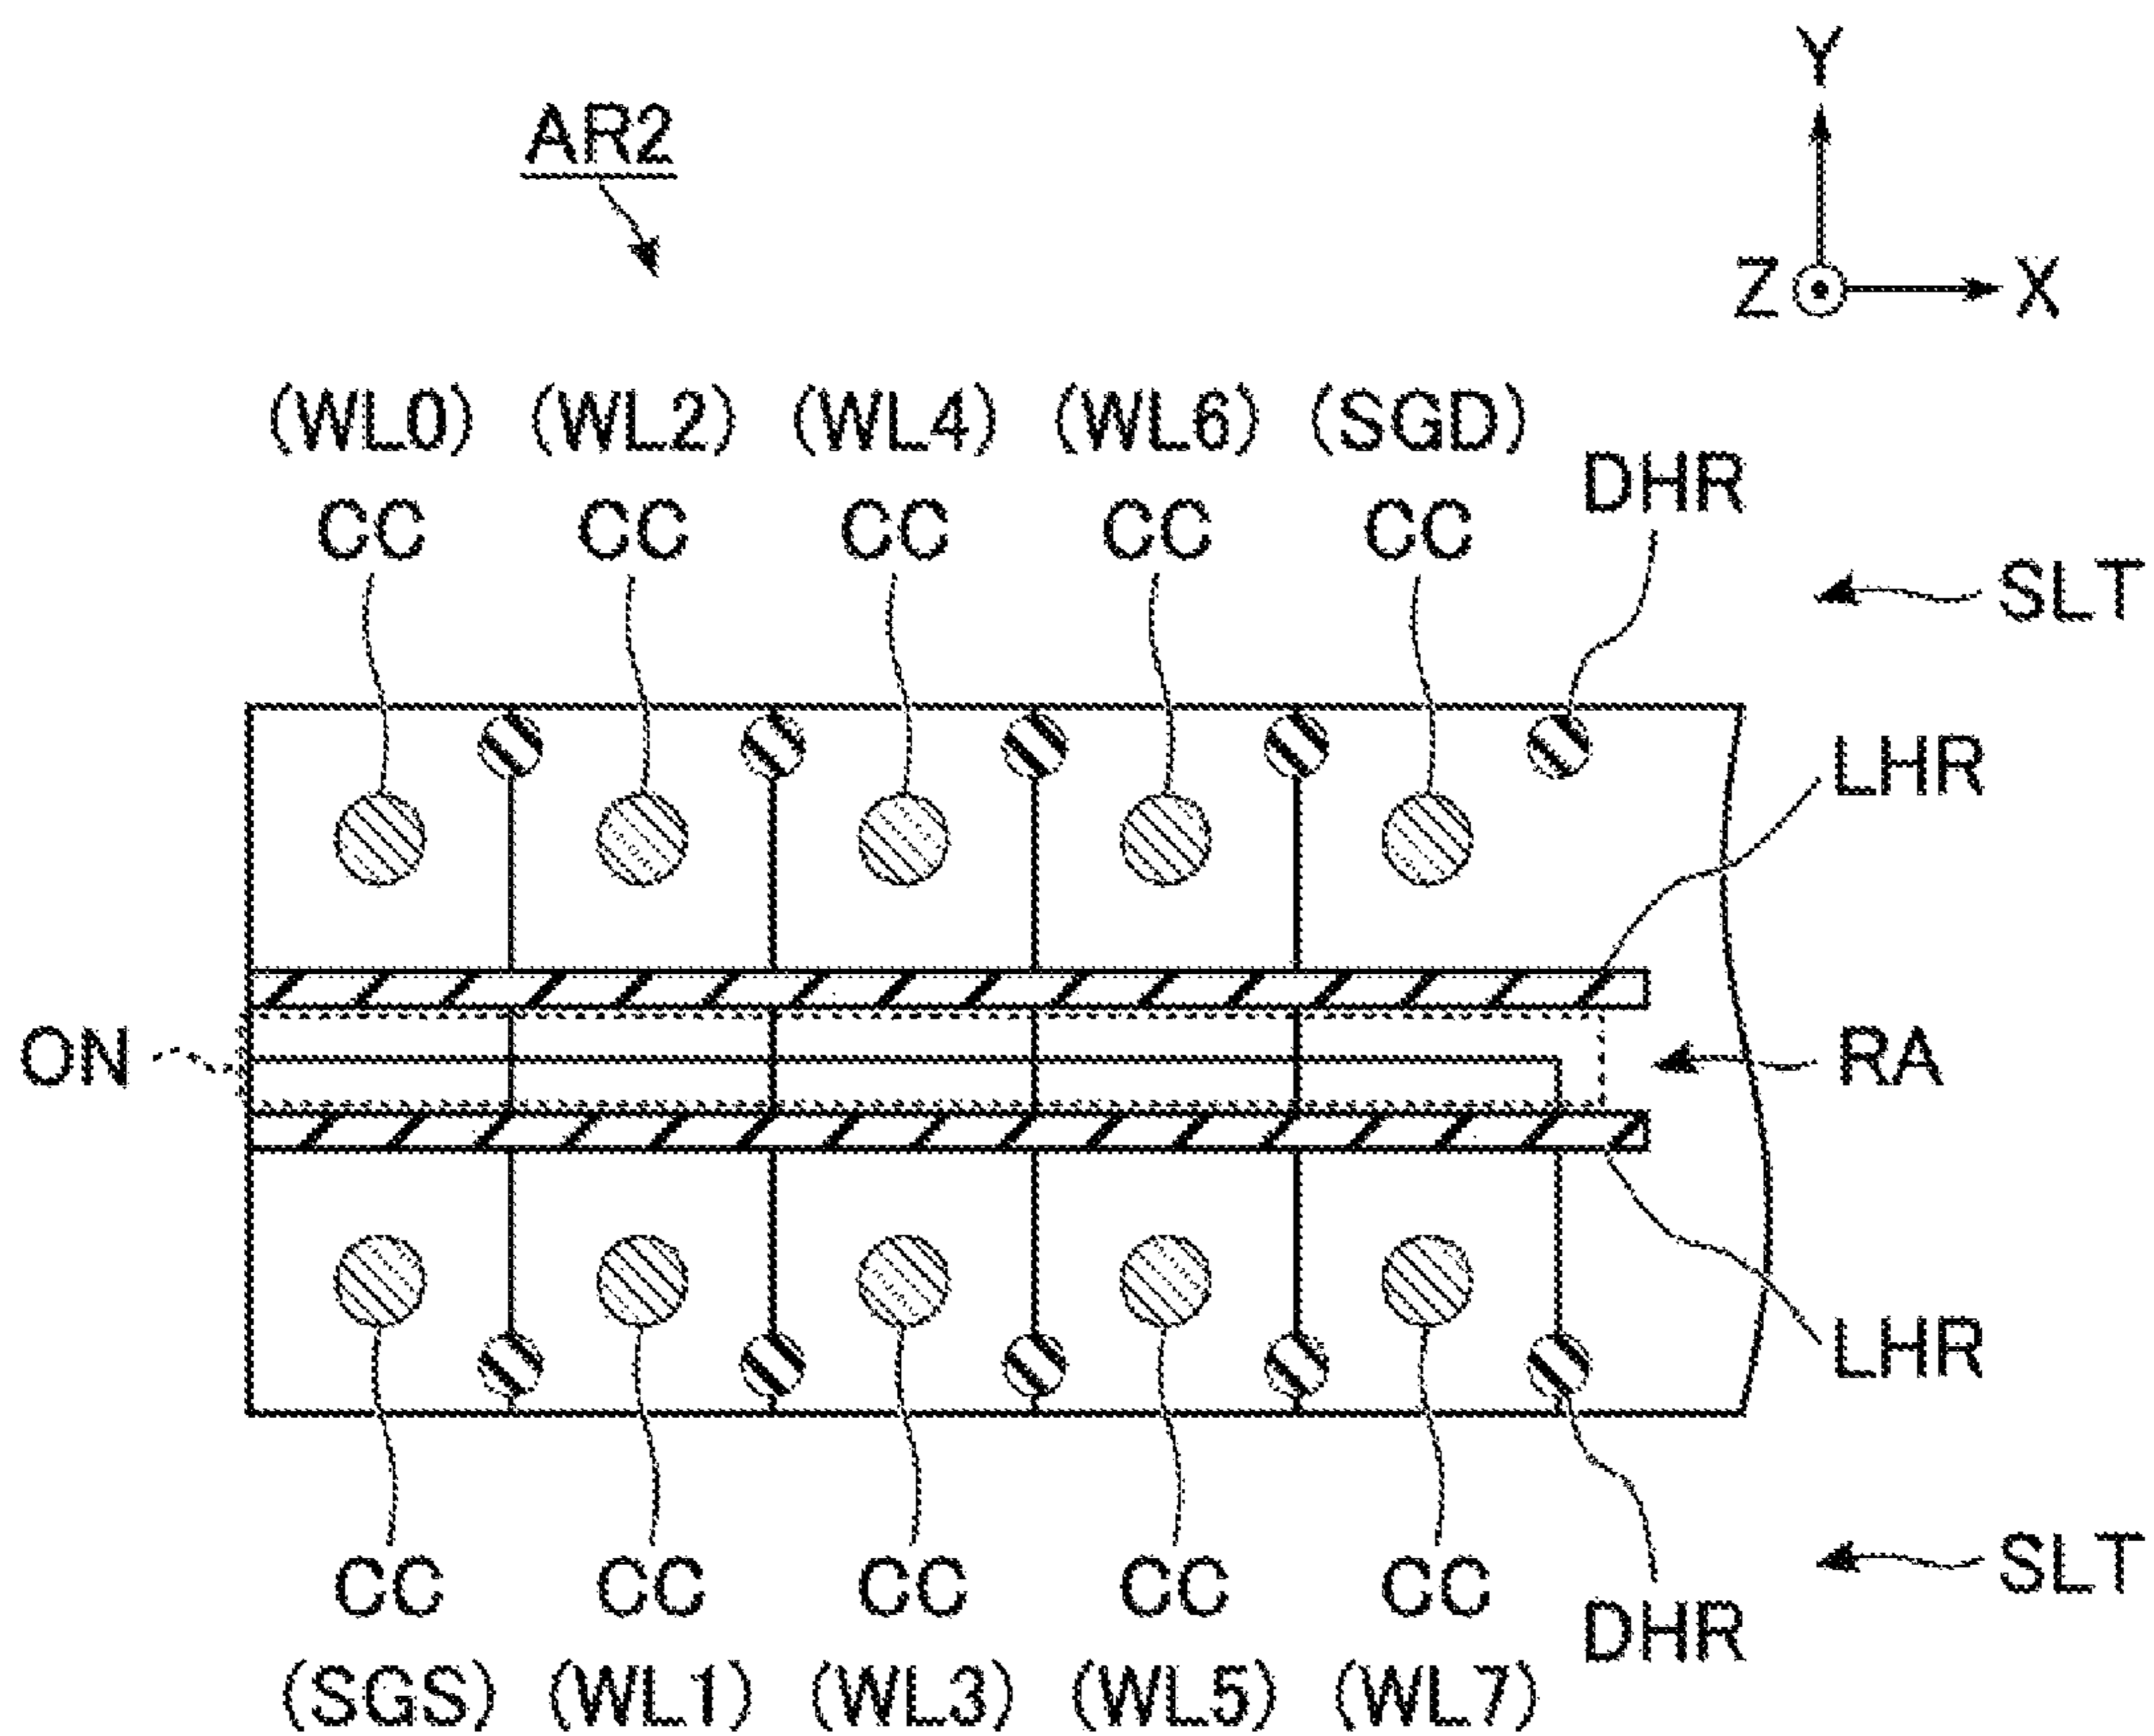 Y
AR2
Z X
(WL0) (WL2) (WL4) (WL6) (SGD)
DHR
CC CC CC CC CC
SLT
LHR
ON
RA
LHR
SLT
CC CC CC CC CC
DHR
(SGS) (WL1) (WL3) (WL5) (WL7)